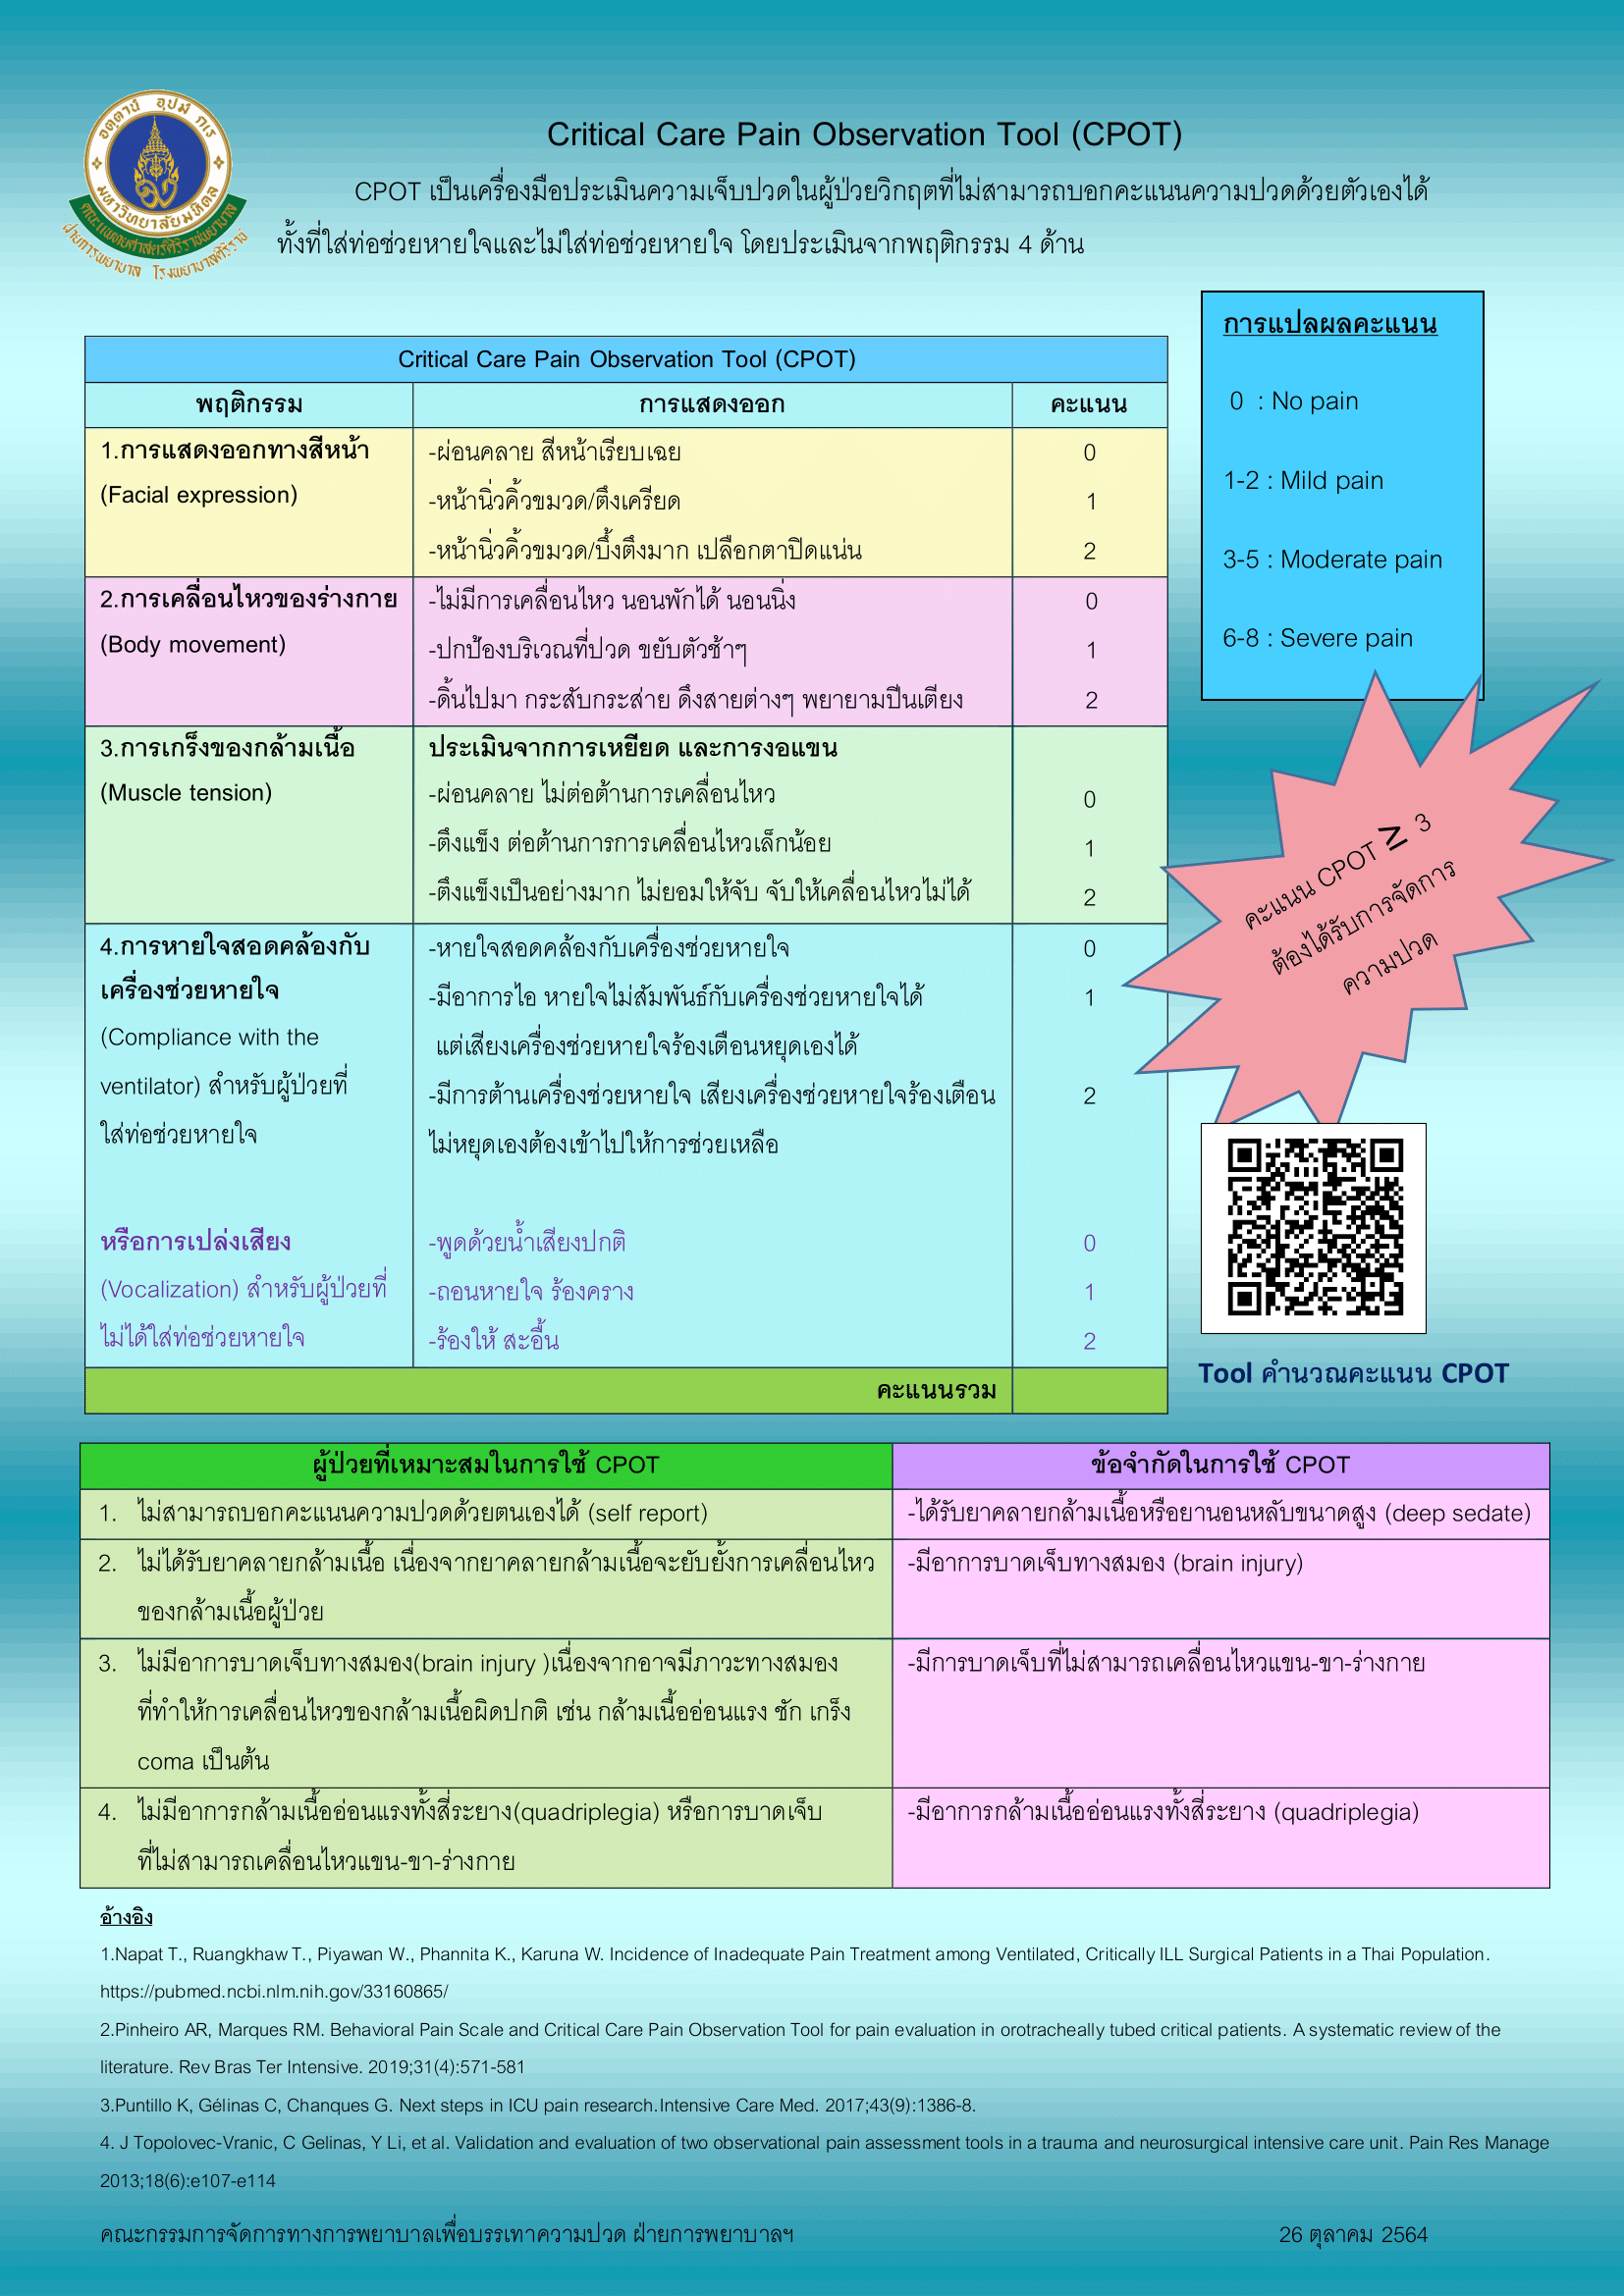 อตฺตานํ อุปมํ กเร
มหาวิทยาลัยมหิดล
คณะแพทยศาสตร์ศิริราชพยาบาล
ฝ่ายการพยาบาล โรงพยาบาลศิริราช
Critical Care Pain Observation Tool (CPOT)
CPOT เป็นเครื่องมือประเมินความเจ็บปวดในผู้ป่วยวิกฤตที่ไม่สามารถบอกคะแนนความปวดด้วยตัวเองได้
ทั้งที่ใส่ท่อช่วยหายใจและไม่ใส่ท่อช่วยหายใจ โดยประเมินจากพฤติกรรม 4 ด้าน
การแปลผลคะแนน
0 : No pain
1-2 : Mild pain
3-5 : Moderate pain
6-8 : Severe pain
Critical Care Pain Observation Tool (CPOT)
พฤติกรรม การแสดงออก คะแนน
1.การแสดงออกทางสีหน้า -ผ่อนคลาย สีหน้าเรียบเฉย 0
(Facial expression) -หน้านิ่วคิ้วขมวด/ตึงเครียด 1
-หน้านิ่วคิ้วขมวด/บึ้งตึงมาก เปลือกตาปิดแน่น 2
2.การเคลื่อนไหวของร่างกาย -ไม่มีการเคลื่อนไหว นอนพักได้ นอนนิ่ง 0
(Body movement) -ปกป้องบริเวณที่ปวด ขยับตัวช้าๆ 1
-ดิ้นไปมา กระสับกระส่าย ดึงสายต่างๆ พยายามปีนเตียง 2
3.การเกร็งของกล้ามเนื้อ ประเมินจากการเหยียด และการงอแขน
(Muscle tension) -ผ่อนคลาย ไม่ต่อต้านการเคลื่อนไหว 0
-ตึงแข็ง ต่อต้านการการเคลื่อนไหวเล็กน้อย 1
-ตึงแข็งเป็นอย่างมาก ไม่ยอมให้จับ จับให้เคลื่อนไหวไม่ได้ 2
4.การหายใจสอดคล้องกับ -หายใจสอดคล้องกับเครื่องช่วยหายใจ 0
เครื่องช่วยหายใจ -มีอาการไอ หายใจไม่สัมพันธ์กับเครื่องช่วยหายใจได้ 1
(Compliance with the แต่เสียงเครื่องช่วยหายใจร้องเตือนหยุดเองได้
ventilator) สำหรับผู้ป่วยที่ -มีการต้านเครื่องช่วยหายใจ เสียงเครื่องช่วยหายใจร้องเตือน 2
ใส่ท่อช่วยหายใจ ไม่หยุดเองต้องเข้าไปให้การช่วยเหลือ
หรือการเปล่งเสียง -พูดด้วยน้ำเสียงปกติ 0
(Vocalization) สำหรับผู้ป่วยที่ -ถอนหายใจ ร้องคราง 1
ไม่ได้ใส่ท่อช่วยหายใจ -ร้องให้ สะอื้น 2
คะแนนรวม
คะแนน CPOT ≥ 3
ต้องได้รับการจัดการ
ความปวด
Tool คำนวณคะแนน CPOT
ผู้ป่วยที่เหมาะสมในการใช้ CPOT ข้อจำกัดในการใช้ CPOT
1. ไม่สามารถบอกคะแนนความปวดด้วยตนเองได้ (self report) -ได้รับยาคลายกล้ามเนื้อหรือยานอนหลับขนาดสูง (deep sedate)
2. ไม่ได้รับยาคลายกล้ามเนื้อ เนื่องจากยาคลายกล้ามเนื้อจะยับยั้งการเคลื่อนไหว -มีอาการบาดเจ็บทางสมอง (brain injury)
ของกล้ามเนื้อผู้ป่วย
3. ไม่มีอาการบาดเจ็บทางสมอง(brain injury )เนื่องจากอาจมีภาวะทางสมอง -มีการบาดเจ็บที่ไม่สามารถเคลื่อนไหวแขน-ขา-ร่างกาย
ที่ทำให้การเคลื่อนไหวของกล้ามเนื้อผิดปกติ เช่น กล้ามเนื้ออ่อนแรง ชัก เกร็ง
coma เป็นต้น
4. ไม่มีอาการกล้ามเนื้ออ่อนแรงทั้งสี่ระยาง(quadriplegia) หรือการบาดเจ็บ -มีอาการกล้ามเนื้ออ่อนแรงทั้งสี่ระยาง (quadriplegia)
ที่ไม่สามารถเคลื่อนไหวแขน-ขา-ร่างกาย
อ้างอิง
1.Napat T., Ruangkhaw T., Piyawan W., Phannita K., Karuna W. Incidence of Inadequate Pain Treatment among Ventilated, Critically ILL Surgical Patients in a Thai Population.
https://pubmed.ncbi.nlm.nih.gov/33160865/
2.Pinheiro AR, Marques RM. Behavioral Pain Scale and Critical Care Pain Observation Tool for pain evaluation in orotracheally tubed critical patients. A systematic review of the
literature. Rev Bras Ter Intensive. 2019;31(4):571-581
3.Puntillo K, Gélinas C, Chanques G. Next steps in ICU pain research.Intensive Care Med. 2017;43(9):1386-8.
4. J Topolovec-Vranic, C Gelinas, Y Li, et al. Validation and evaluation of two observational pain assessment tools in a trauma and neurosurgical intensive care unit. Pain Res Manage
2013;18(6):e107-e114
คณะกรรมการจัดการทางการพยาบาลเพื่อบรรเทาความปวด ฝ่ายการพยาบาลฯ 26 ตุลาคม 2564